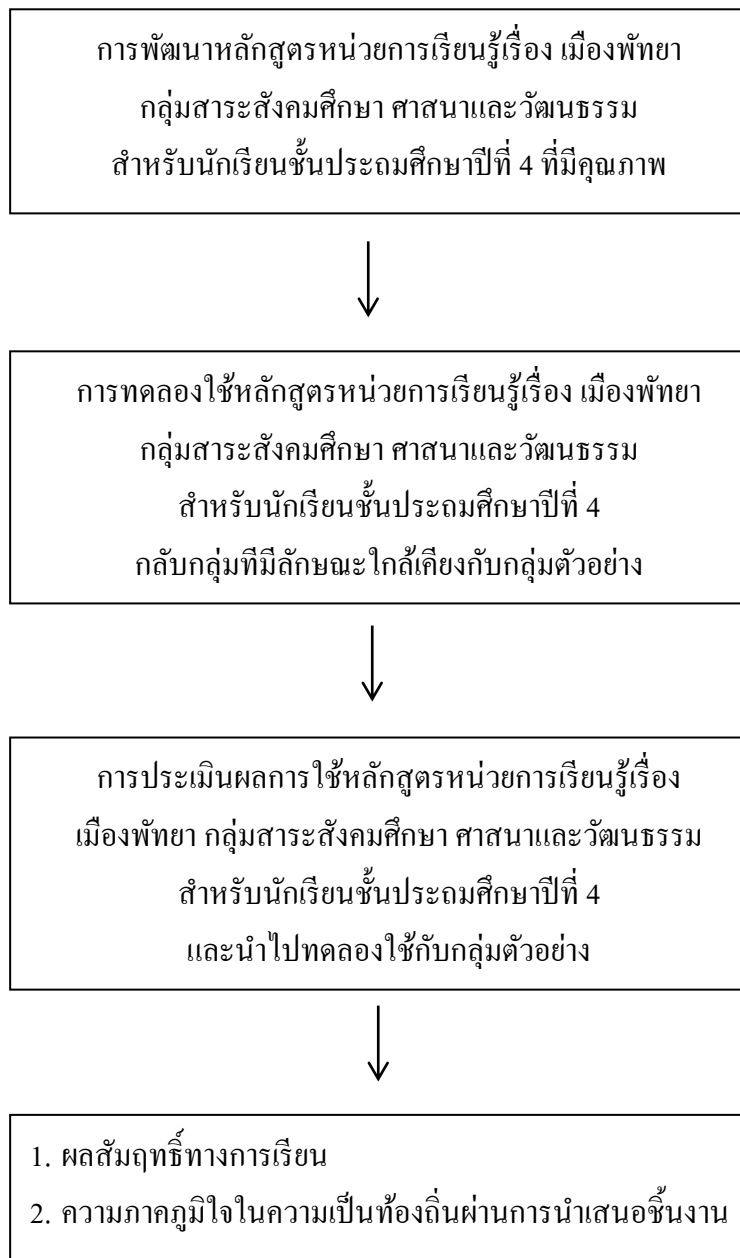 การพัฒนาหลักสูตรหน่วยการเรียนรู้เรื่อง เมืองพัทยา
กลุ่มสาระสังคมศึกษา ศาสนาและวัฒนธรรม
สำหรับนักเรียนชั้นประถมศึกษาปีที่ 4 ที่มีคุณภาพ
การทดลองใช้หลักสูตรหน่วยการเรียนรู้เรื่อง เมืองพัทยา
กลุ่มสาระสังคมศึกษา ศาสนาและวัฒนธรรม
สำหรับนักเรียนชั้นประถมศึกษาปีที่ 4
กลับกลุ่มทีมีลักษณะใกล้เคียงกับกลุ่มตัวอย่าง
การประเมินผลการใช้หลักสูตรหน่วยการเรียนรู้เรื่อง
เมืองพัทยา กลุ่มสาระสังคมศึกษา ศาสนาและวัฒนธรรม
สำหรับนักเรียนชั้นประถมศึกษาปีที่ 4
และนำไปทดลองใช้กับกลุ่มตัวอย่าง
1. ผลสัมฤทธิ์ทางการเรียน
2. ความภาคภูมิใจในความเป็นท้องถิ่นผ่านการนำเสนอชิ้นงาน